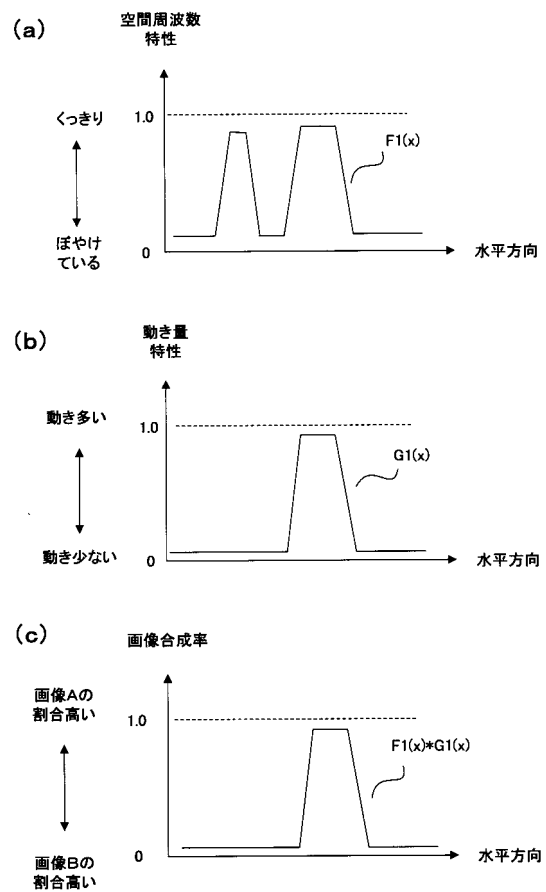 (a)
空間周波数
特性
くっきり
1.0
F1(x)
ぼやけ
ている
0
水平方向
(b)
動き量
特性
動き多い
1.0
G1(x)
動き少ない
0
水平方向
(c)
画像合成率
画像Aの
割合高い
1.0
F1(x)*G1(x)
画像Bの
割合高い
0
水平方向